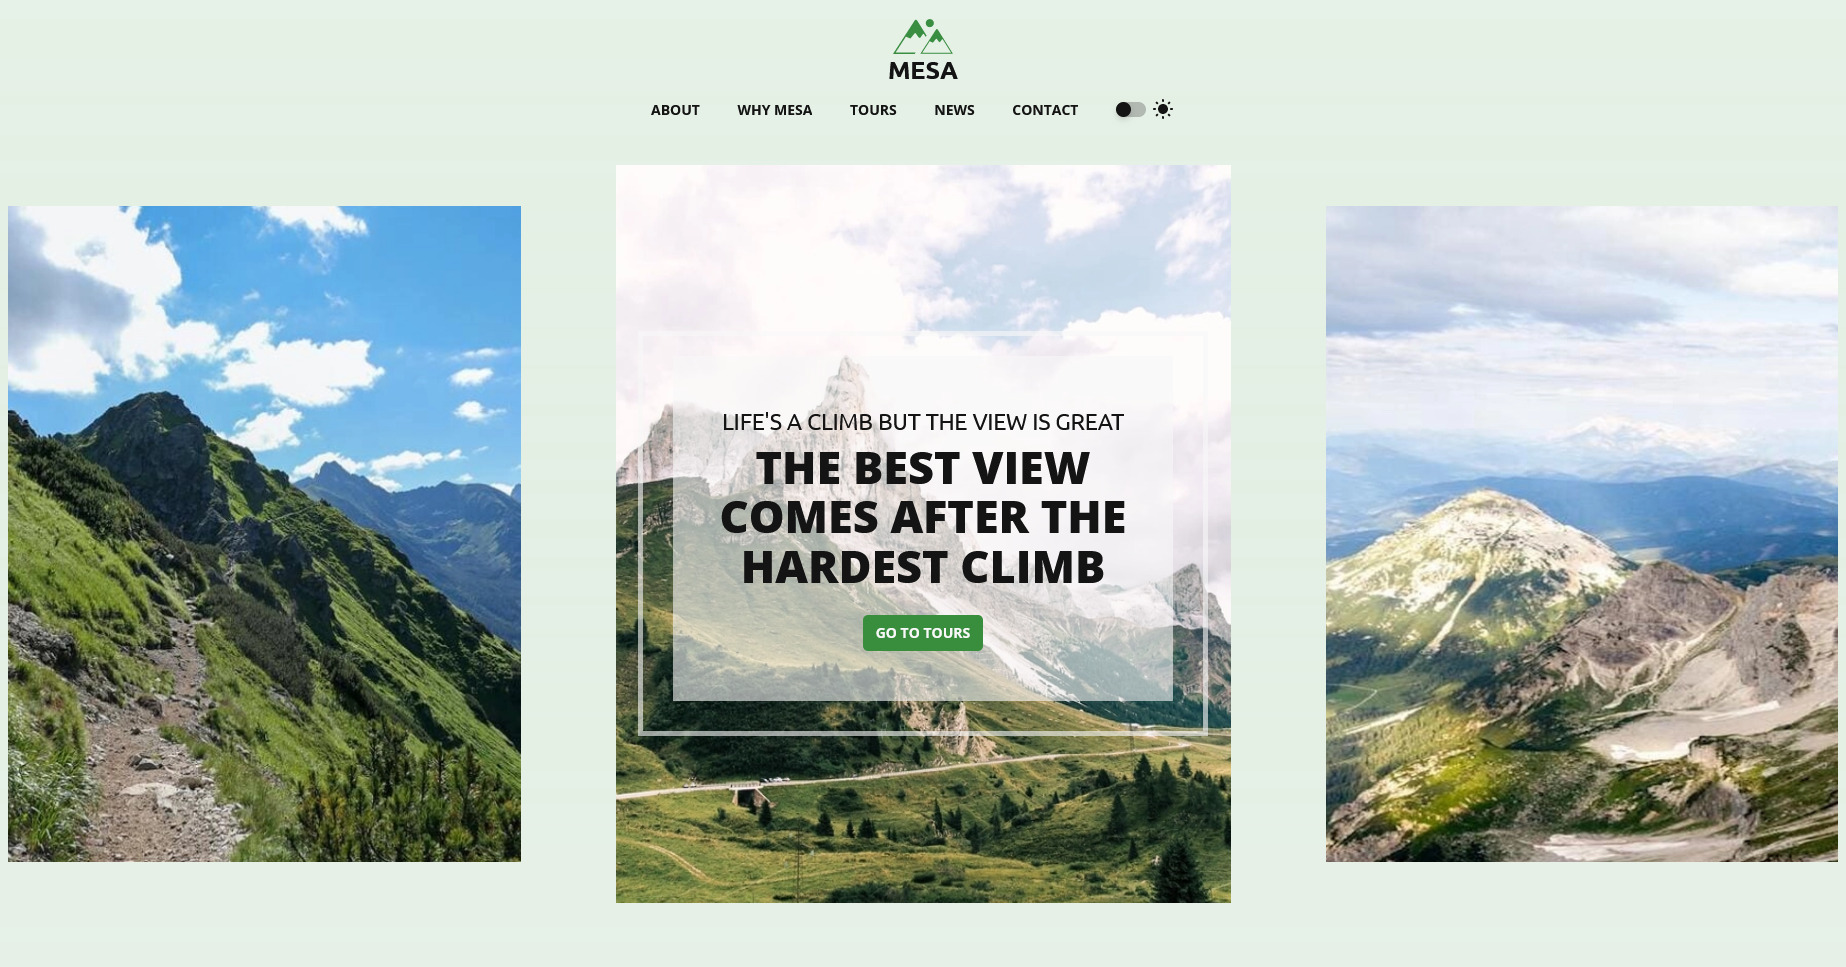 MESA
ABOUT WHY MESA TOURS NEWS CONTACT
LIFE'S A CLIMB BUT THE VIEW IS GREAT
THE BEST VIEW
COMES AFTER THE
HARDEST CLIMB
GO TO TOURS